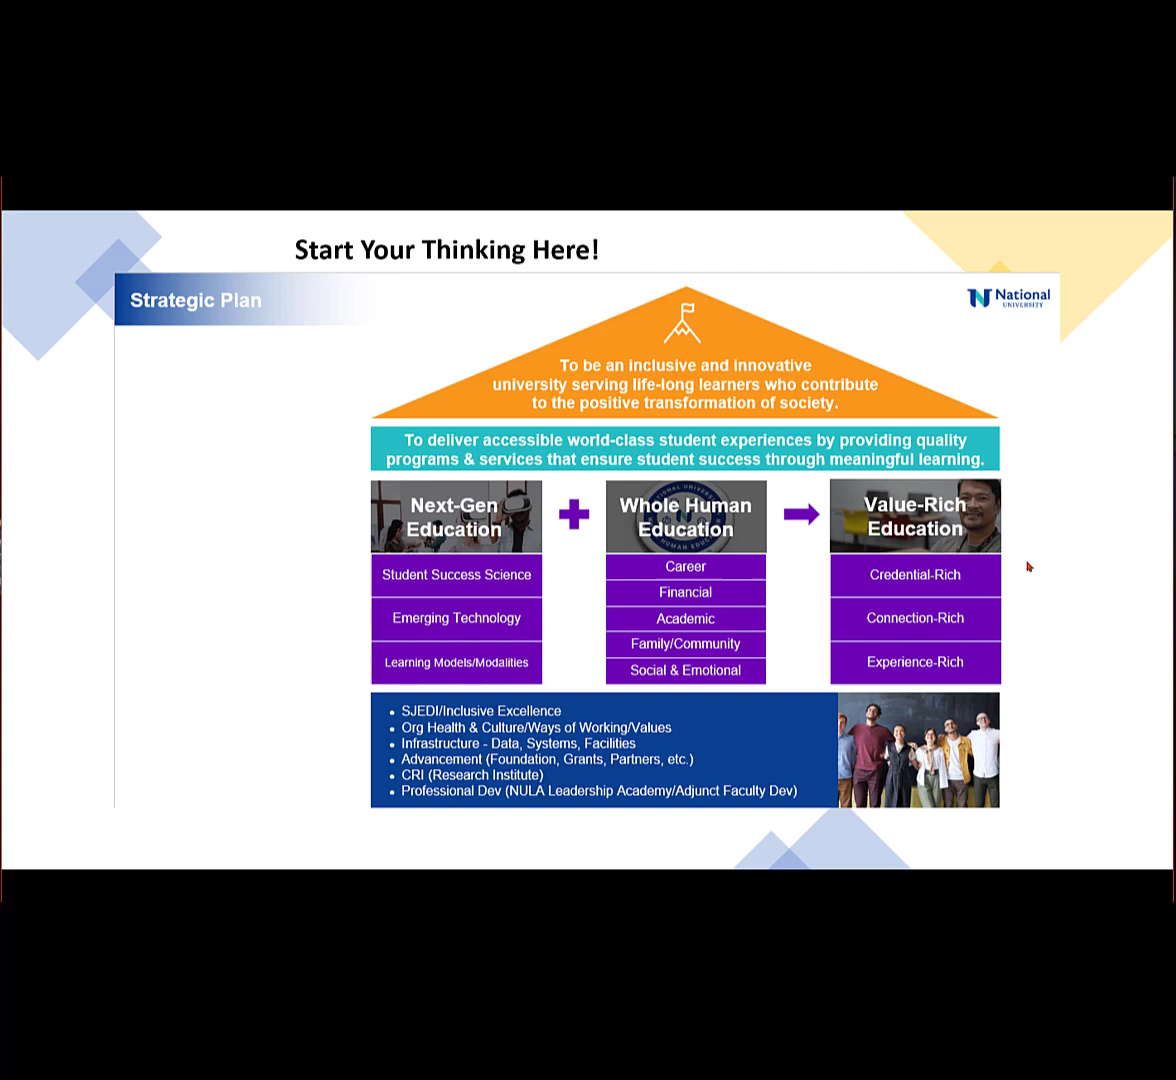 Start Your Thinking Here!
Strategic Plan
National
UNIVERSITY
To be an inclusive and innovative
university serving life-long learners who contribute
to the positive transformation of society.
To deliver accessible world-class student experiences by providing quality
programs & services that ensure student success through meaningful learning.
Next-Gen
Education
Student Success Science
Emerging Technology
Learning Models/Modalities
Whole Human
Education
Career
Financial
Academic
Family/Community
Social & Emotional
Value-Rich
Education
Credential-Rich
Connection-Rich
Experience-Rich
• SJEDI/Inclusive Excellence
• Org Health & Culture/Ways of Working/Values
• Infrastructure - Data, Systems, Facilities
• Advancement (Foundation, Grants, Partners, etc.)
• CRI (Research Institute)
• Professional Dev (NULA Leadership Academy/Adjunct Faculty Dev)